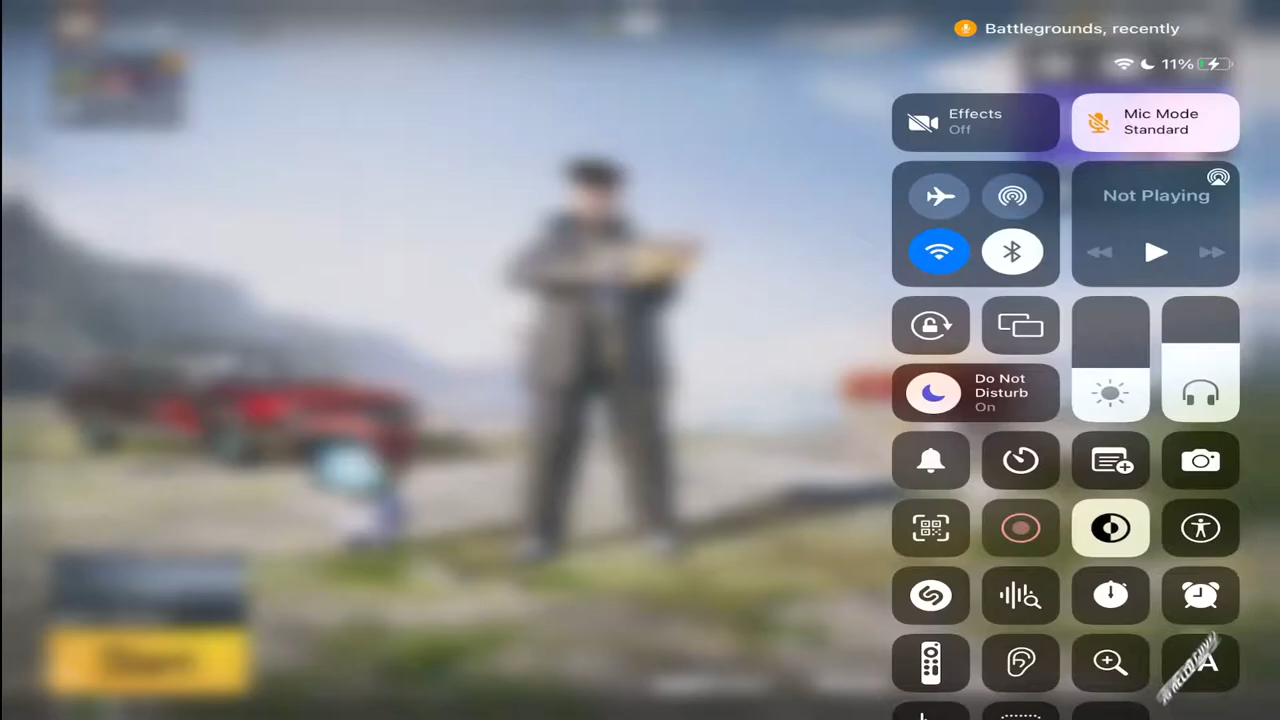 Battlegrounds, recently
11%
Effects
Off
Mic Mode
Standard
Not Playing
Do Not
Disturb
On
A